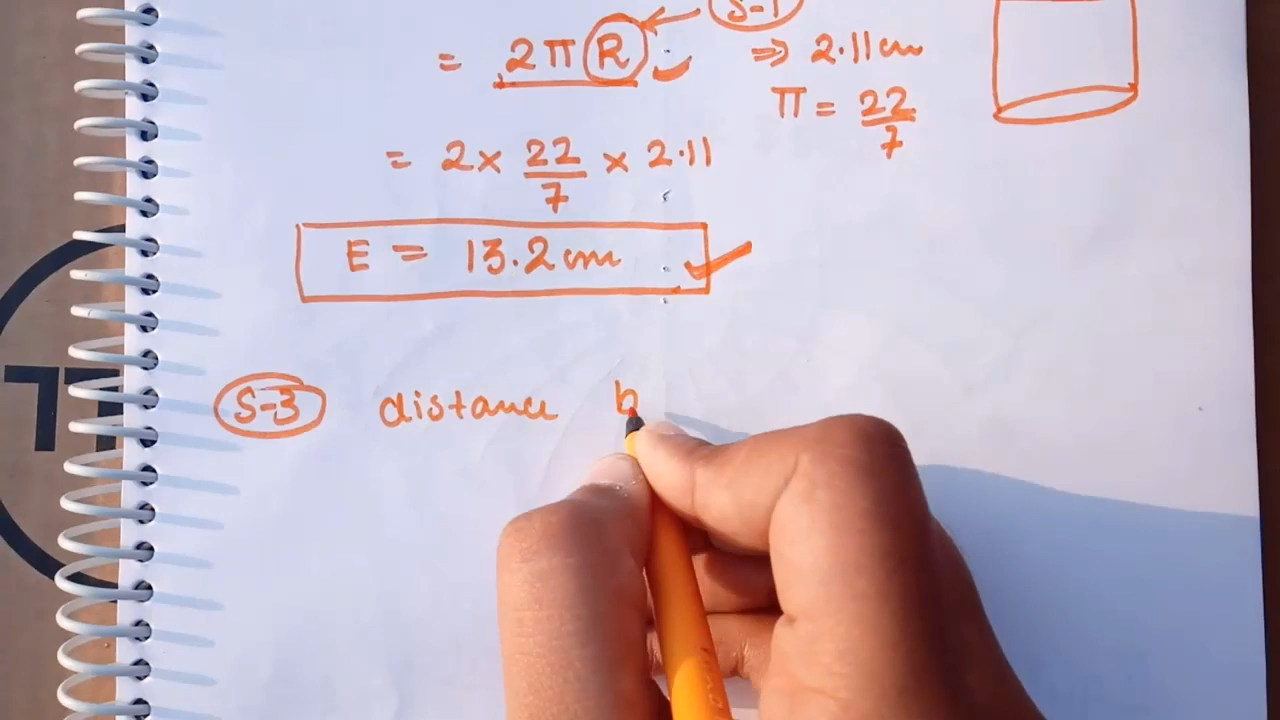 S-1
= 2π R
⇒ 2.11 cm
π = 22/7
= 2 × 22/7 × 2.11
E = 13.2 cm
S-3 distance b